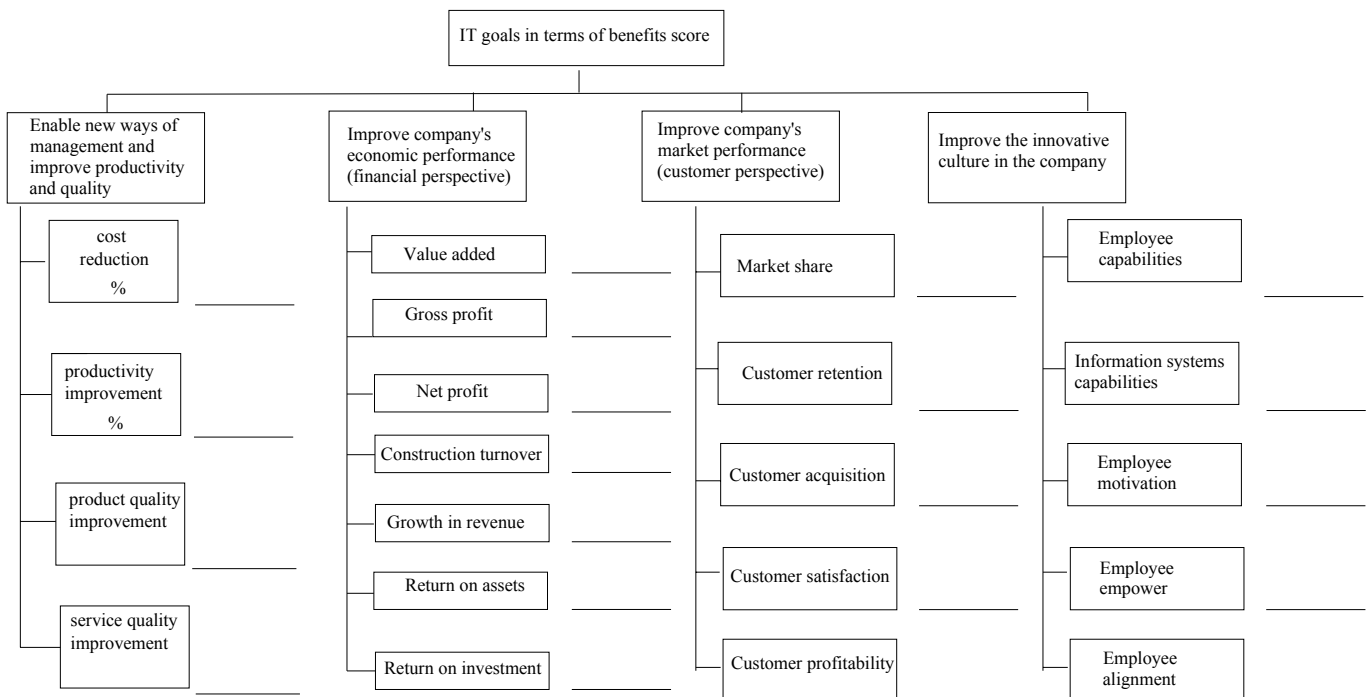 IT goals in terms of benefits score
Enable new ways of
management and
improve productivity
and quality
cost
reduction
%
productivity
improvement
%
product quality
improvement
service quality
improvement
Improve company's
economic performance
(financial perspective)
Value added
Gross profit
Net profit
Construction turnover
Growth in revenue
Return on assets
Return on investment
Improve company's
market performance
(customer perspective)
Market share
Customer retention
Customer acquisition
Customer satisfaction
Customer profitability
Improve the innovative
culture in the company
Employee
capabilities
Information systems
capabilities
Employee
motivation
Employee
empower
Employee
alignment